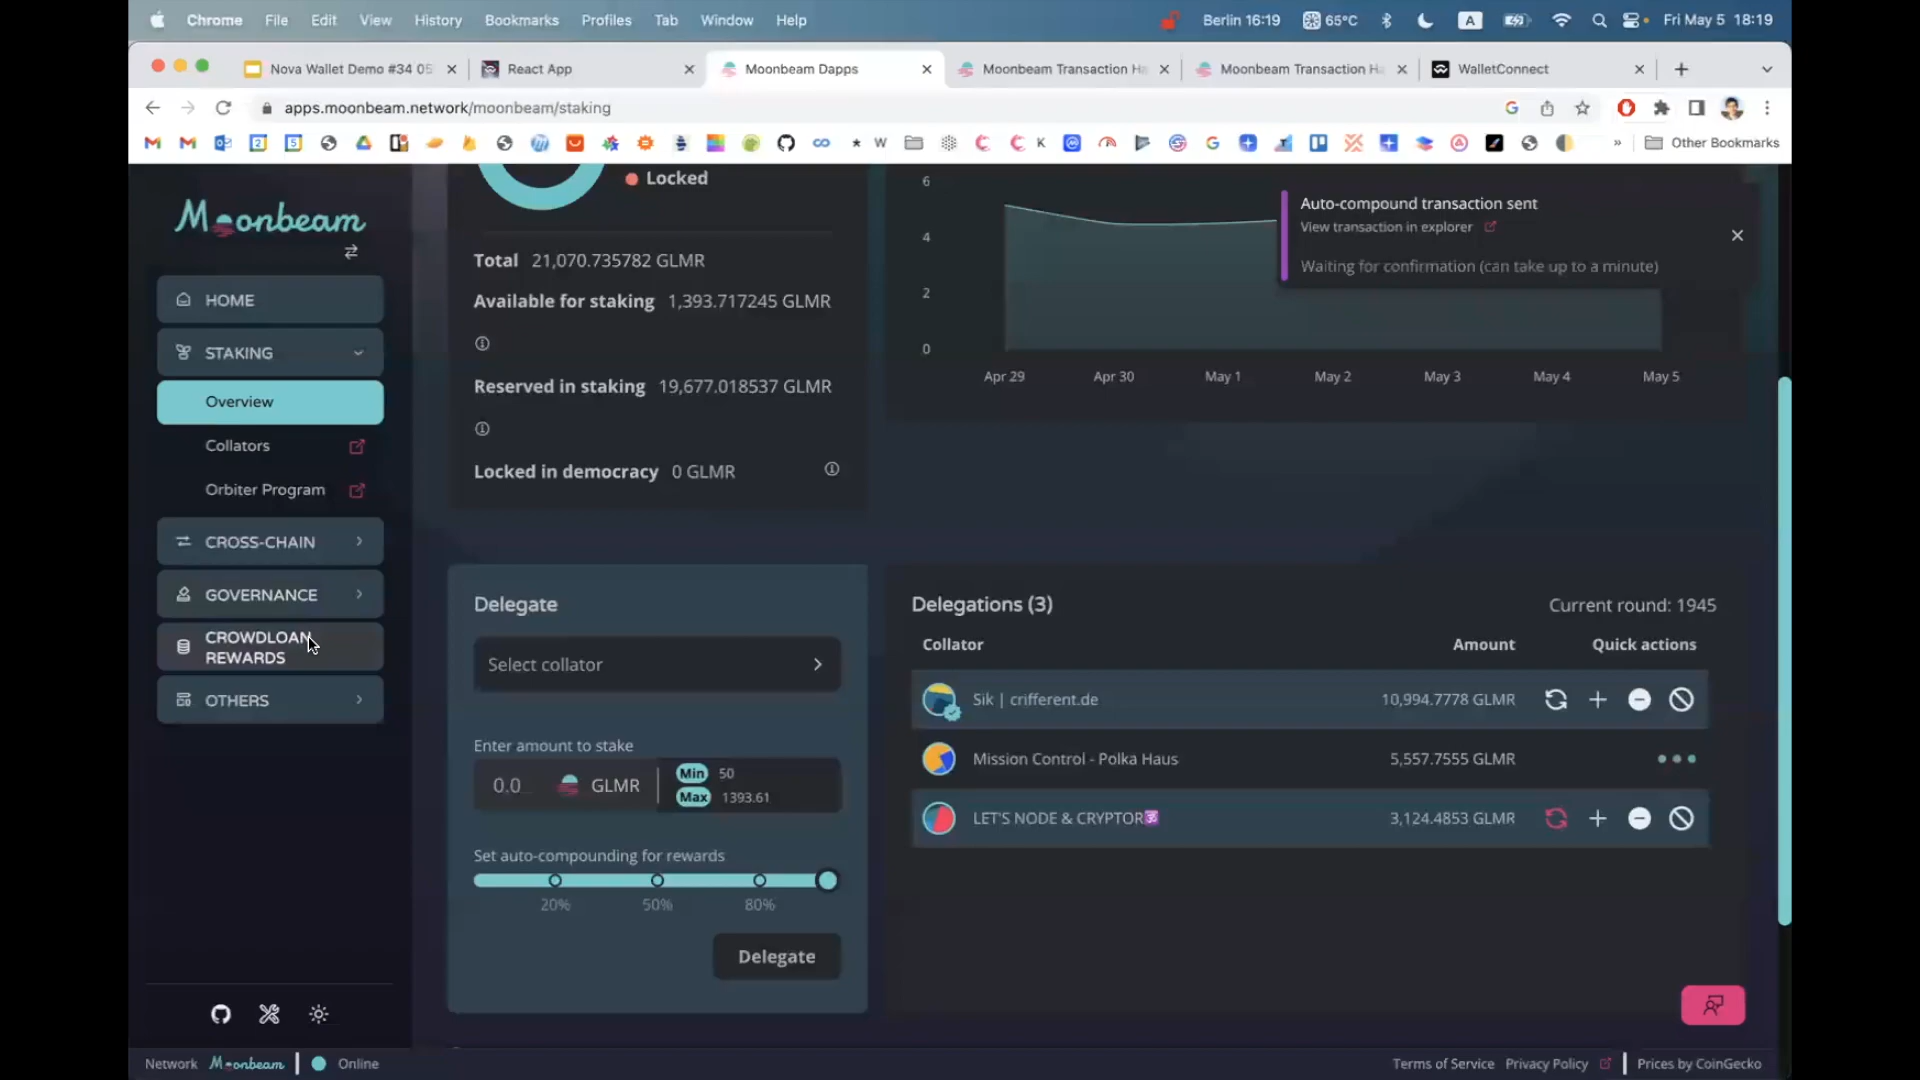 Chrome File Edit View History Bookmarks Profiles Tab Window Help Berlin 16:19 65°C A Fri May 5 18:19
Nova Wallet Demo #34 05 React App Moonbeam Dapps Moonbeam Transaction Ha Moonbeam Transaction Ha WalletConnect
apps.moonbeam.network/moonbeam/staking
W K Other Bookmarks
Moonbeam
HOME
STAKING
Overview
Collators
Orbiter Program
CROSS-CHAIN
GOVERNANCE
CROWDLOAN
REWARDS
OTHERS
Locked
Total 21,070.735782 GLMR
Available for staking 1,393.717245 GLMR
Reserved in staking 19,677.018537 GLMR
Locked in democracy 0 GLMR
6
4
2
0
Apr 29 Apr 30 May 1 May 2 May 3 May 4 May 5
Auto-compound transaction sent
View transaction in explorer
Waiting for confirmation (can take up to a minute)
Delegate
Select collator
Enter amount to stake
0.0 GLMR
Min 50
Max 1393.61
Set auto-compounding for rewards
20% 50% 80%
Delegate
Delegations (3) Current round: 1945
Collator Amount Quick actions
Sik | crifferent.de 10,994.7778 GLMR
Mission Control - Polka Haus 5,557.7555 GLMR
LET'S NODE & CRYPTOR🕉 3,124.4853 GLMR
Network Moonbeam Online
Terms of Service Privacy Policy Prices by CoinGecko